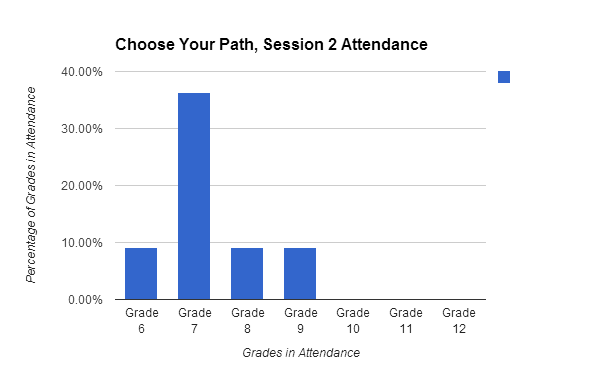 Choose Your Path, Session 2 Attendance
Percentage of Grades in Attendance
40.00%
30.00%
20.00%
10.00%
0.00%
Grade 6
Grade 7
Grade 8
Grade 9
Grade 10
Grade 11
Grade 12
Grades in Attendance